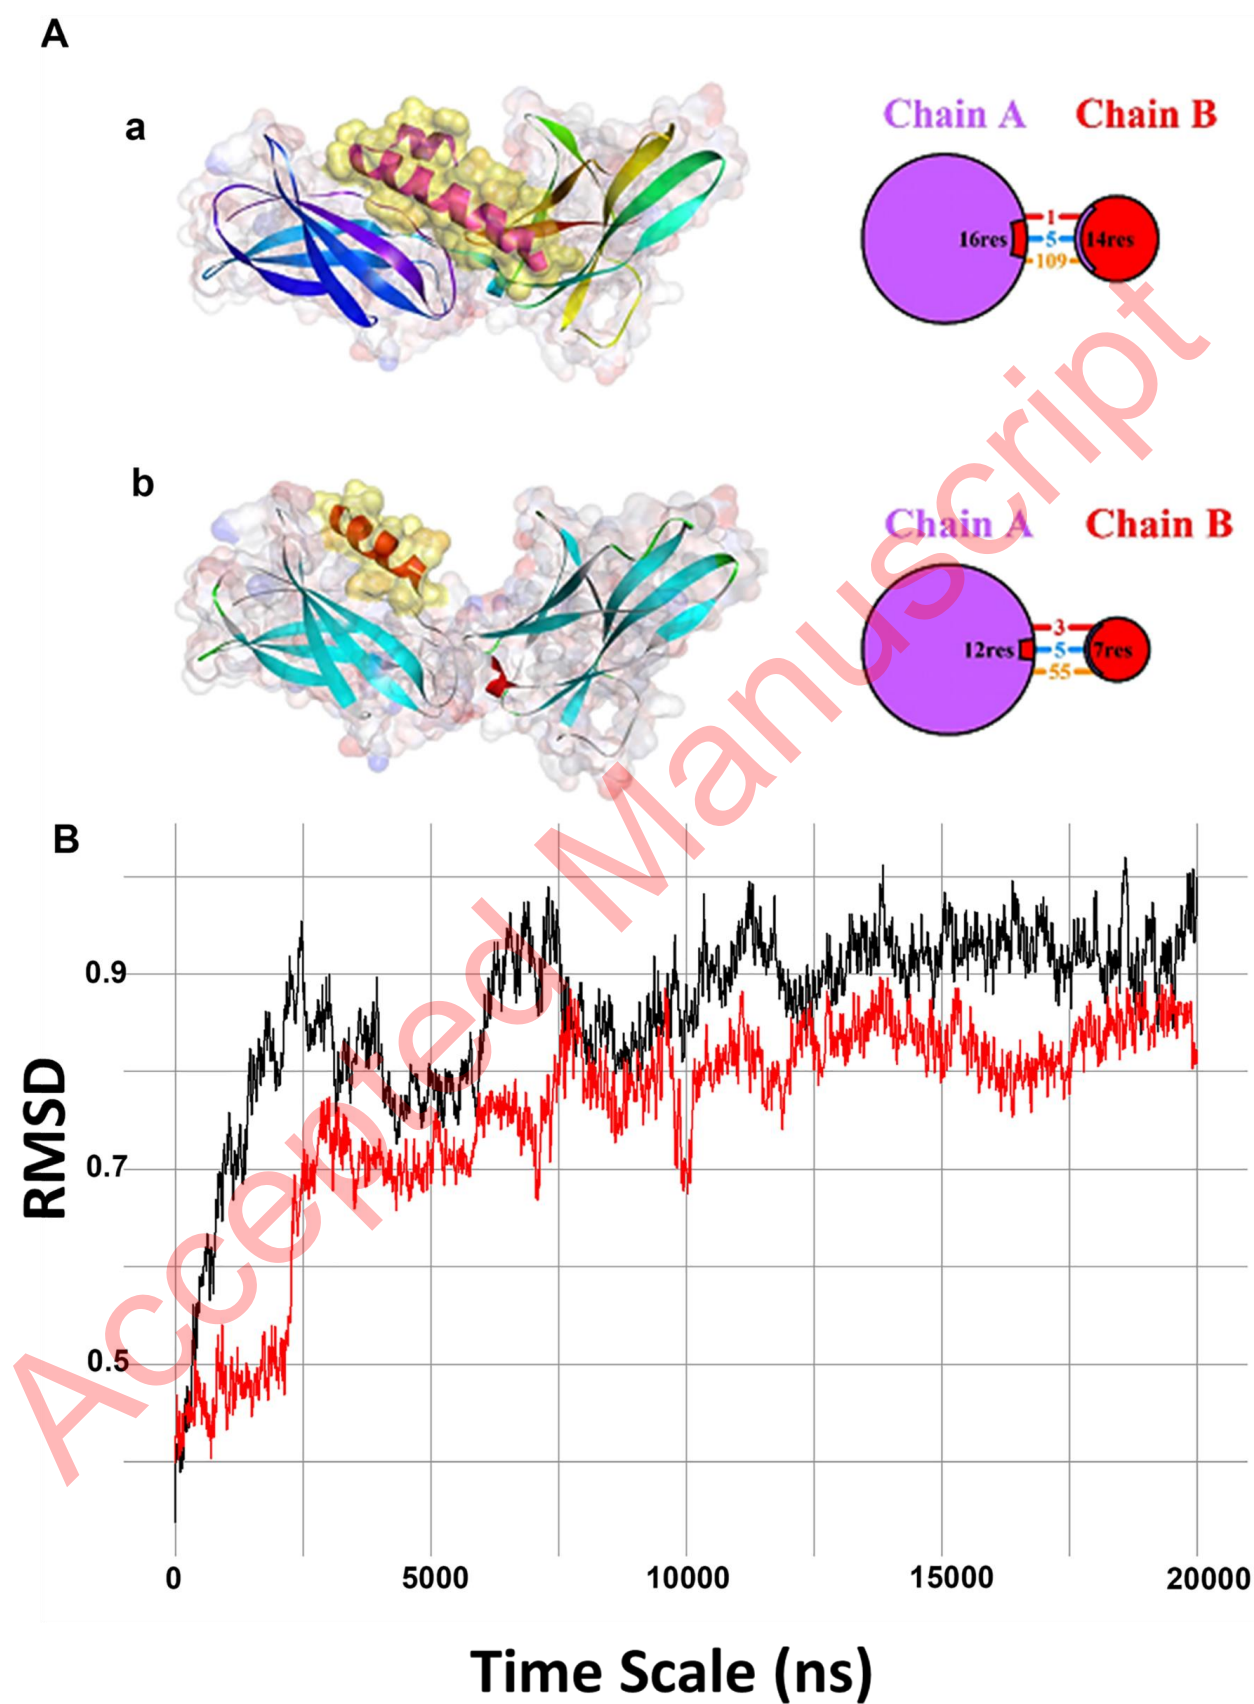 A
a
Chain A Chain B
16res 1 14res
5
109
b
Chain A Chain B
12res 3 7res
5
55
B
RMSD
0.9
0.7
0.5
0 5000 10000 15000 20000
Time Scale (ns)
Accepted Manuscript